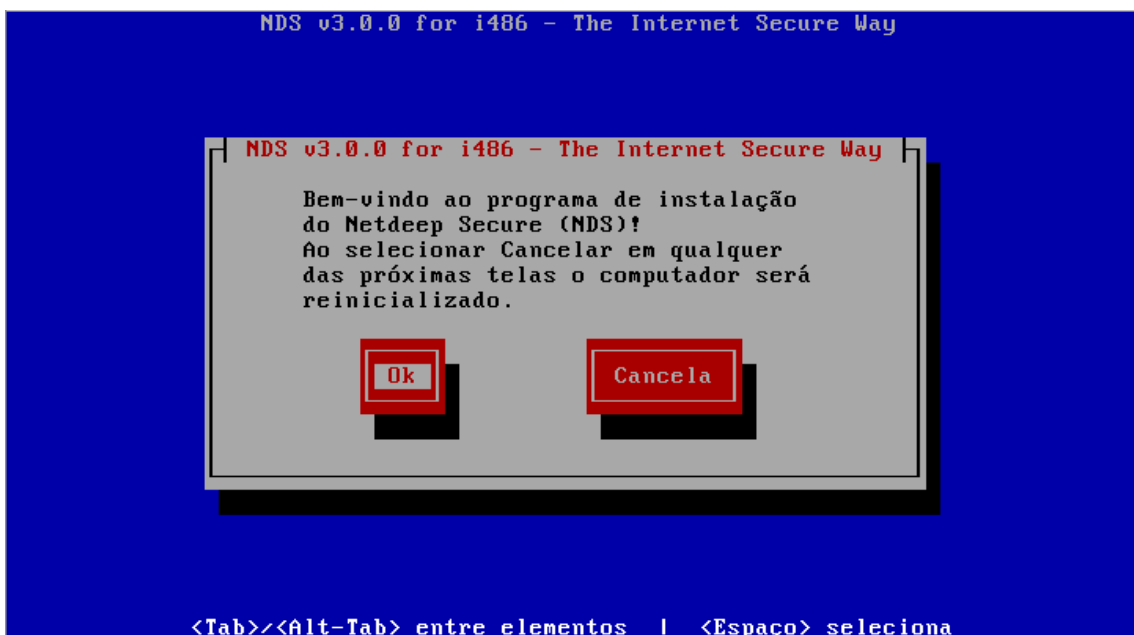 NDS v3.0.0 for i486 - The Internet Secure Way
NDS v3.0.0 for i486 - The Internet Secure Way
Bem-vindo ao programa de instalação
do Netdeep Secure (NDS)!
Ao selecionar Cancelar em qualquer
das próximas telas o computador será
reinicializado.
Ok
Cancela
<Tab>/<Alt-Tab> entre elementos | <Espaco> seleciona